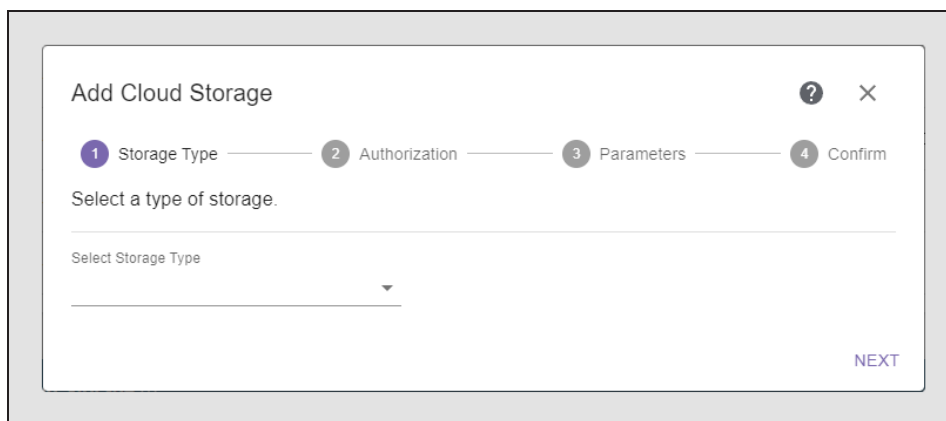 Add Cloud Storage ?
1 Storage Type 2 Authorization 3 Parameters 4 Confirm
Select a type of storage.
Select Storage Type
NEXT